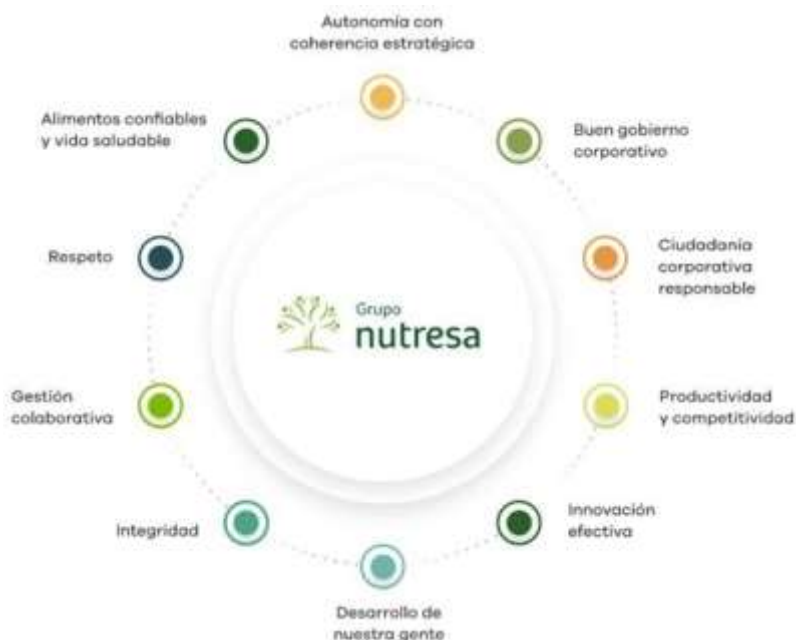 Autonomía con
coherencia estratégica
Buen gobierno
corporativo
Ciudadanía
corporativa
responsable
Productividad
y competitividad
Innovación
efectiva
Desarrollo de
nuestra gente
Integridad
Gestión
colaborativa
Respeto
Alimentos confiables
y vida saludable
Grupo
nutresa